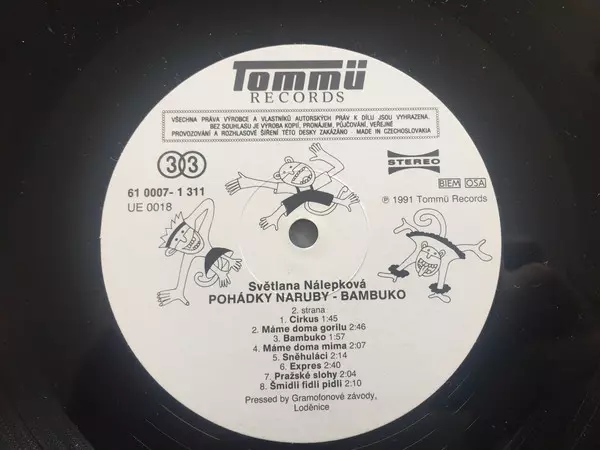 Tommü
RECORDS
VŠECHNA PRÁVA VÝROBCE A VLASTNÍKŮ AUTORSKÝCH PRÁV K DÍLU JSOU VYHRAZENA.
BEZ SOUHLASU JE VÝROBA KOPIÍ, PRONÁJEM, PŮJČOVÁNÍ, VEŘEJNÉ
PROVOZOVÁNÍ A ROZHLASOVÉ ŠÍŘENÍ TÉTO DESKY ZAKÁZÁNO · MADE IN CZECHOSLOVAKIA
33
STEREO
61 0007- 1 311
UE 0018
BIEM OSA
℗ 1991 Tommü Records
Světlana Nálepková
POHÁDKY NARUBY - BAMBUKO
2. strana
1. Cirkus 1:45
2. Máme doma gorilu 2:46
3. Bambuko 1:57
4. Máme doma mima 2:07
5. Sněhuláci 2:14
6. Expres 2:40
7. Pražské slohy 2:04
8. Šmidli fidli pidli 2:10
Pressed by Gramofonové závody,
Loděnice